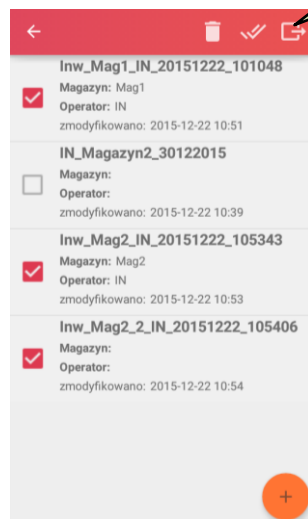 Inw_Mag1_IN_20151222_101048
Magazyn: Mag1
Operator: IN
zmodyfikowano: 2015-12-22 10:51
IN_Magazyn2_30122015
Magazyn:
Operator:
zmodyfikowano: 2015-12-22 10:39
Inw_Mag2_IN_20151222_105343
Magazyn: Mag2
Operator: IN
zmodyfikowano: 2015-12-22 10:53
Inw_Mag2_2_IN_20151222_105406
Magazyn:
Operator:
zmodyfikowano: 2015-12-22 10:54